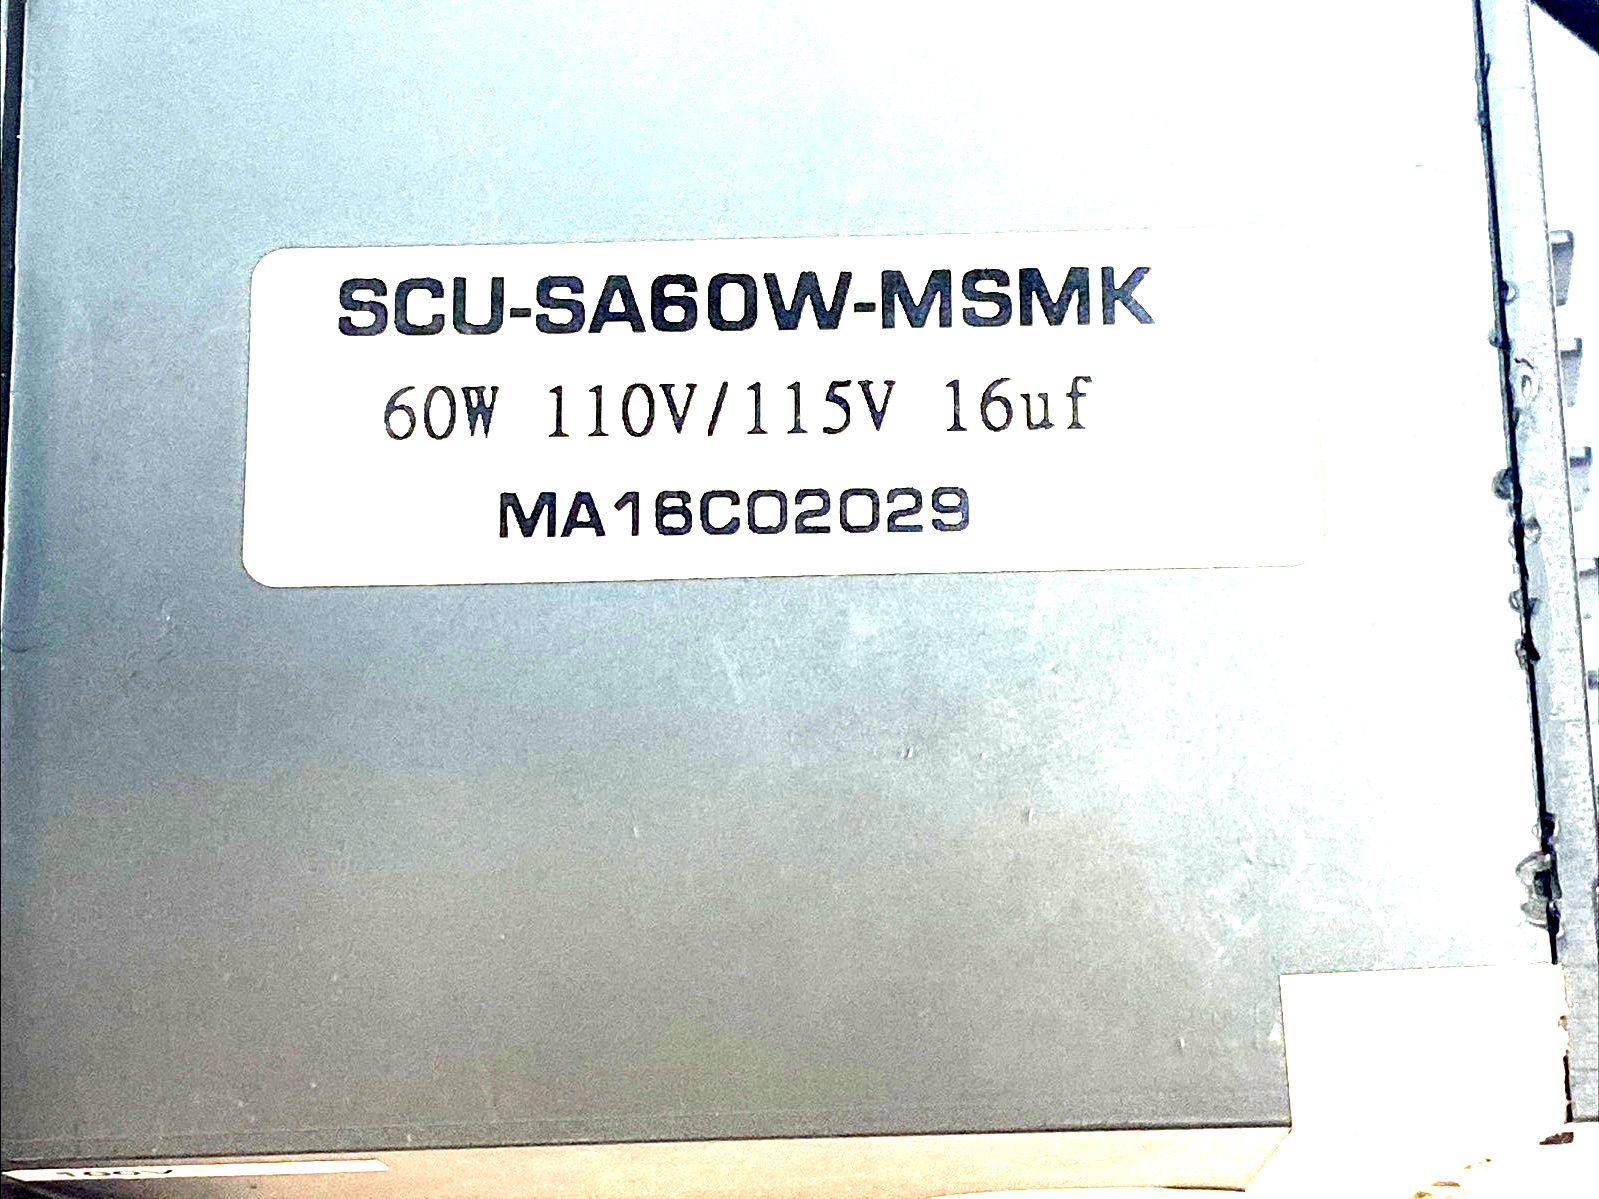 SCU-SA60W-MSMK
60W 110V/115V 16uf
MA16C02029